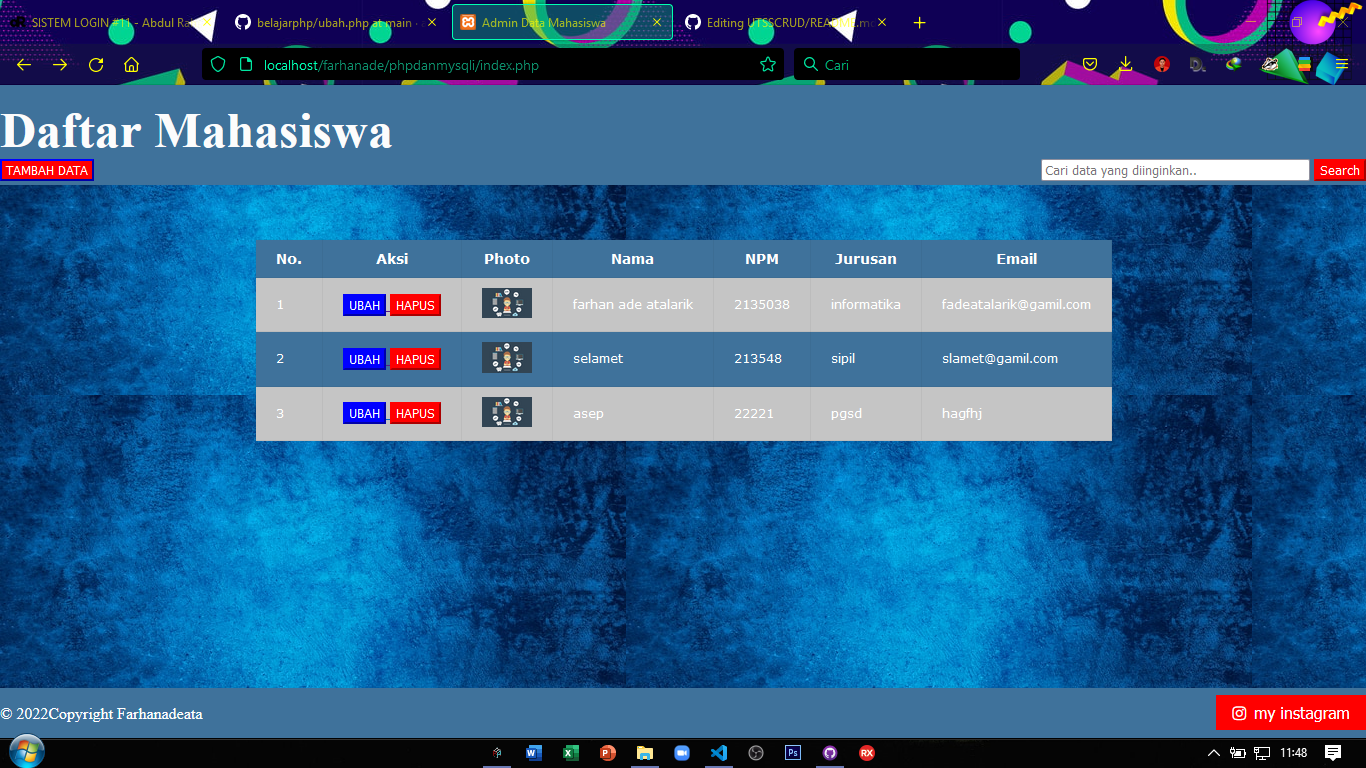 SISTEM LOGIN #11 - Abdul Ra
belajarphp/ubah.php at main ·
Admin Data Mahasiswa
Editing UTSSCRUD/README.md
localhost/farhanade/phpdanmysqli/index.php
Cari
Daftar Mahasiswa
TAMBAH DATA
Cari data yang diinginkan.. Search
No. Aksi Photo Nama NPM Jurusan Email
1 UBAH HAPUS farhan ade atalarik 2135038 informatika fadeatalarik@gamil.com
2 UBAH HAPUS selamet 213548 sipil slamet@gamil.com
3 UBAH HAPUS asep 22221 pgsd hagfhj
© 2022Copyright Farhanadeata
my instagram
11:48